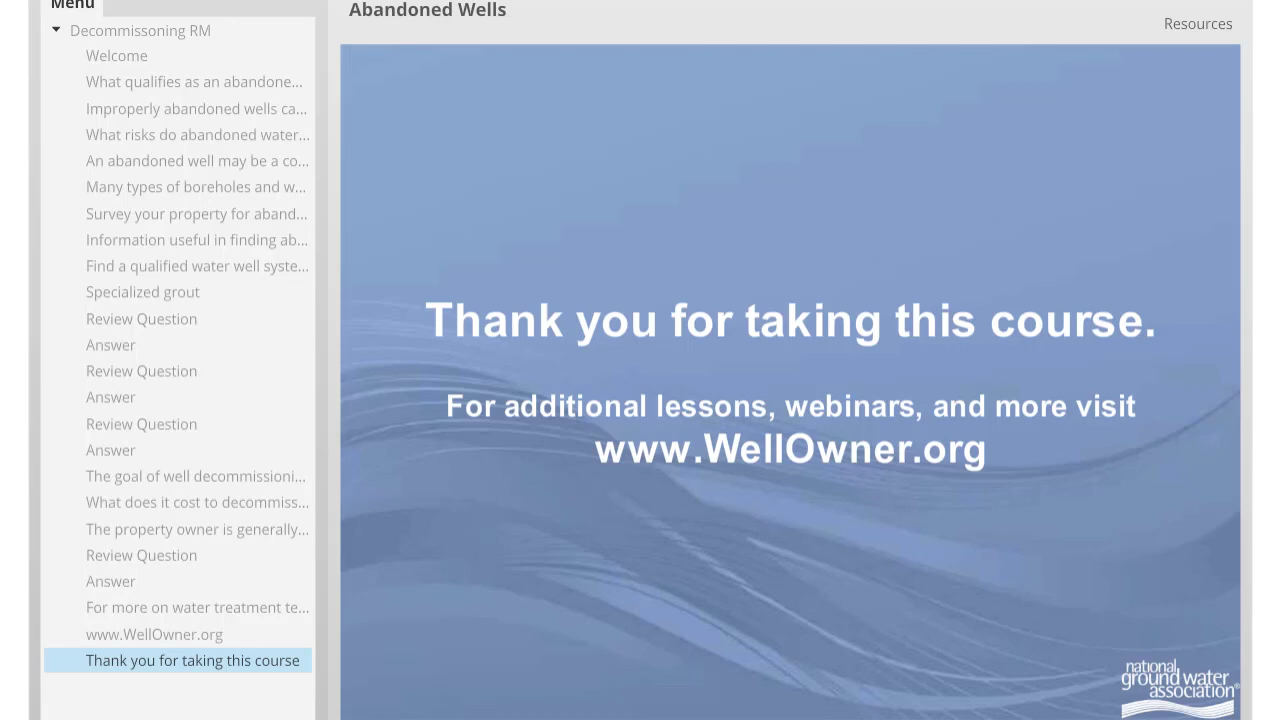 Menu
Abandoned Wells
Resources
Decommissoning RM
Welcome
What qualifies as an abandone...
Improperly abandoned wells ca...
What risks do abandoned water...
An abandoned well may be a co...
Many types of boreholes and w...
Survey your property for aband...
Information useful in finding ab...
Find a qualified water well syste...
Specialized grout
Review Question
Answer
Review Question
Answer
Review Question
Answer
The goal of well decommissioni...
What does it cost to decommiss...
The property owner is generally...
Review Question
Answer
For more on water treatment te...
www.WellOwner.org
Thank you for taking this course
Thank you for taking this course.
For additional lessons, webinars, and more visit
www.WellOwner.org
national
ground water
association®